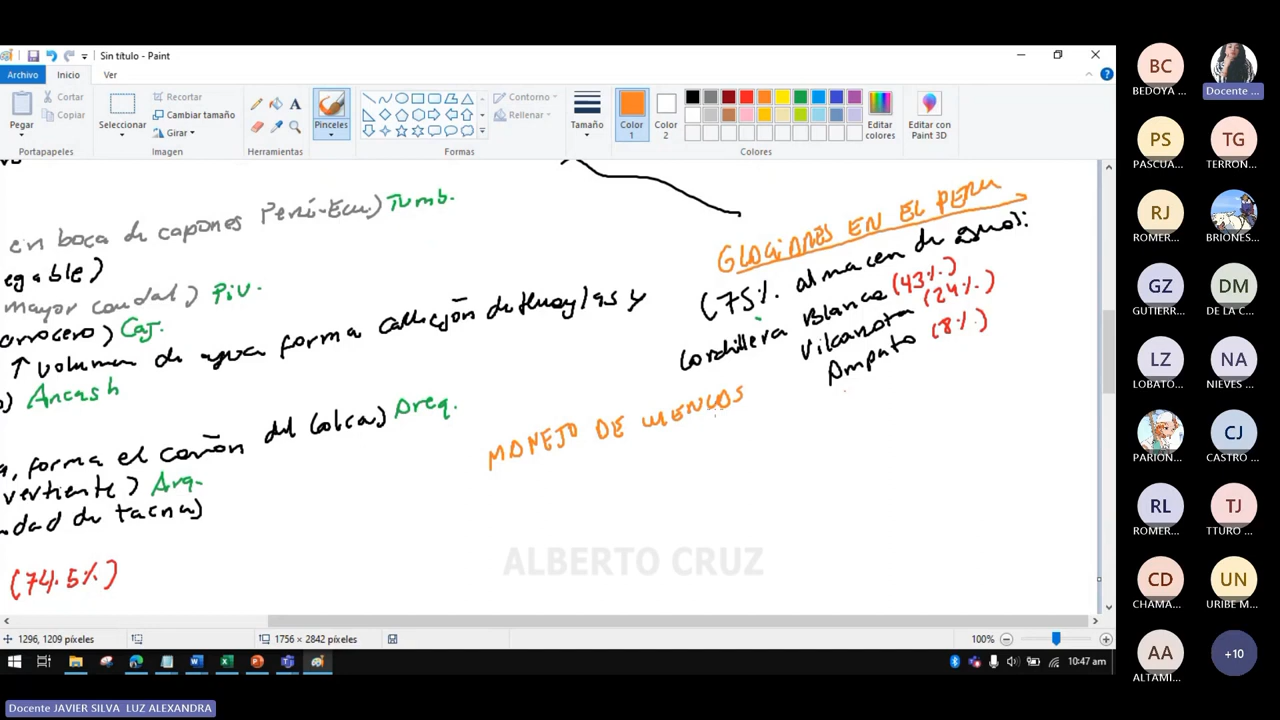 Sin título - Paint
Archivo Inicio Ver
Pegar
Cortar
Copiar
Portapapeles
Seleccionar
Recortar
Cambiar tamaño
Girar
Imagen
Herramientas
Pinceles
Contorno
Rellenar
Formas
Tamaño
Color 1
Color 2
Editar colores
Editar con Paint 3D
Colores
en boca de capones Perú-Ecu.) Tumb.
egable)
mayor caudal) Piu.
Caj.
↑ volumen de agua forma callejón de Huaylas y
Ancash
a, forma el cañón del Colca) Areq.
vertiente) Arq.
udad de tacna)
(74.5%)
GLACIARES EN EL PERU
(75% almacen de agua):
Cordillera Blanca (43%)
Vilcanota (24%)
Ampato (8%)
MANEJO DE CUENCAS
ALBERTO CRUZ
1296, 1209 píxeles
1756 × 2842 píxeles
100%
10:47 am
BC
BEDOYA ...
Docente ...
PS
PASCUA...
TG
TERRON...
RJ
ROMER...
BRIONES...
GZ
GUTIERR...
DM
DE LA C...
LZ
LOBATO...
NA
NIEVES ...
PARION...
CJ
CASTRO ...
RL
ROMER...
TJ
TTURO ...
CD
CHAMA...
UN
URIBE M...
AA
ALTAMI...
+10
Docente JAVIER SILVA LUZ ALEXANDRA